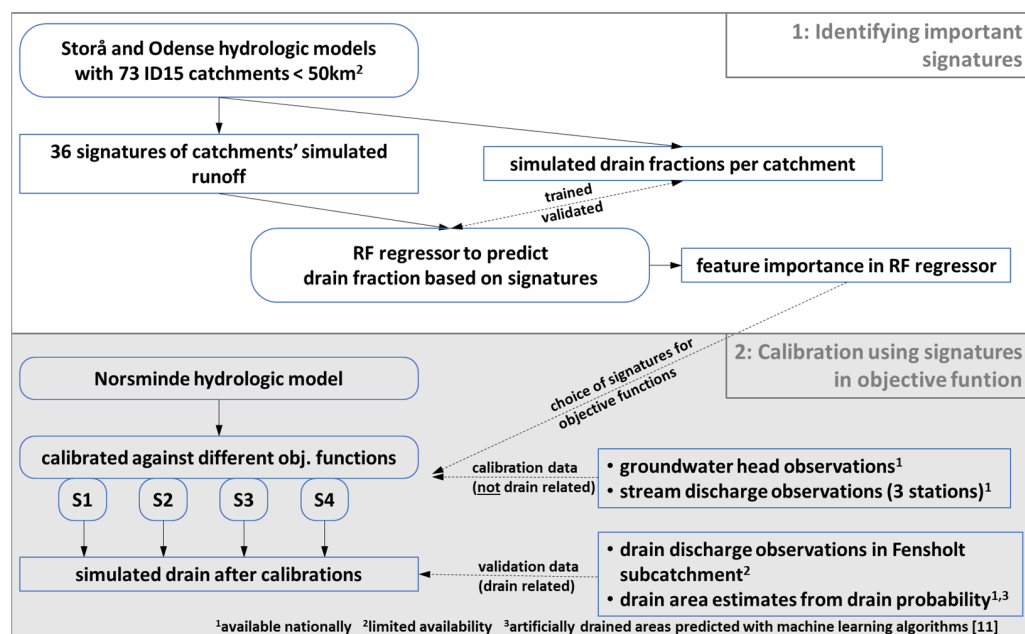 1: Identifying important
signatures
Storå and Odense hydrologic models
with 73 ID15 catchments < 50km²
36 signatures of catchments' simulated
runoff
simulated drain fractions per catchment
trained
validated
RF regressor to predict
drain fraction based on signatures
feature importance in RF regressor
2: Calibration using signatures
in objective funtion
Norsminde hydrologic model
choice of signatures for
objective functions
calibrated against different obj. functions
calibration data
(not drain related)
• groundwater head observations¹
• stream discharge observations (3 stations)¹
S1 S2 S3 S4
simulated drain after calibrations
validation data
(drain related)
• drain discharge observations in Fensholt
subcatchment²
• drain area estimates from drain probability¹,³
¹available nationally ²limited availability ³artificially drained areas predicted with machine learning algorithms [11]